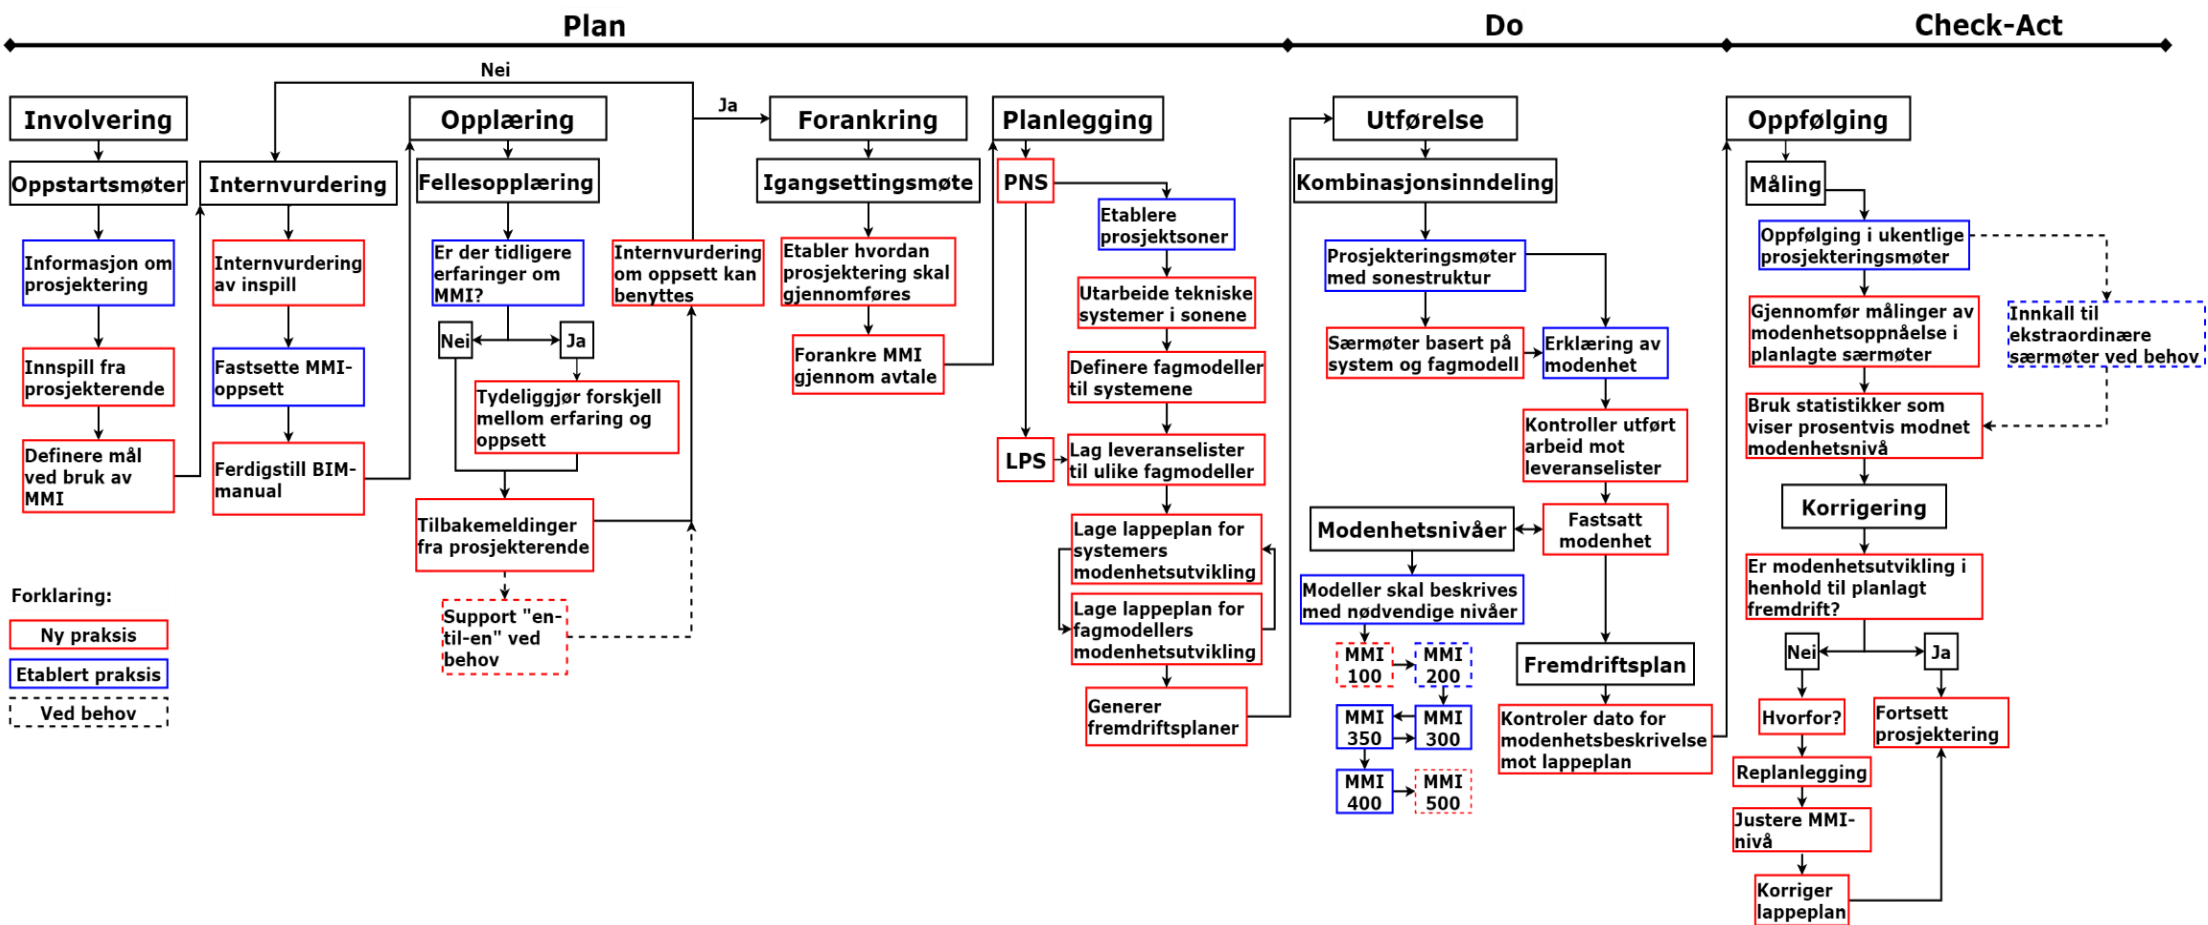 Plan
Do
Check-Act
Nei
Ja
Involvering
Oppstartsmøter
Informasjon om
prosjektering
Innspill fra
prosjekterende
Definere mål
ved bruk av
MMI
Internvurdering
Internvurdering
av inspill
Fastsette MMI-
oppsett
Ferdigstill BIM-
manual
Opplæring
Fellesopplæring
Er der tidligere
erfaringer om
MMI?
Nei
Ja
Tydeliggjør forskjell
mellom erfaring og
oppsett
Tilbakemeldinger
fra prosjekterende
Support "en-
til-en" ved
behov
Internvurdering
om oppsett kan
benyttes
Forankring
Igangsettingsmøte
Etabler hvordan
prosjektering skal
gjennomføres
Forankre MMI
gjennom avtale
Planlegging
PNS
LPS
Etablere
prosjektsoner
Utarbeide tekniske
systemer i sonene
Definere fagmodeller
til systemene
Lag leveranselister
til ulike fagmodeller
Lage lappeplan for
systemers
modenhetsutvikling
Lage lappeplan for
fagmodellers
modenhetsutvikling
Generer
fremdriftsplaner
Utførelse
Kombinasjonsinndeling
Prosjekteringsmøter
med sonestruktur
Særmøter basert på
system og fagmodell
Erklæring av
modenhet
Kontroller utført
arbeid mot
leveranselister
Fastsatt
modenhet
Modenhetsnivåer
Modeller skal beskrives
med nødvendige nivåer
MMI
100
MMI
200
MMI
350
MMI
300
MMI
400
MMI
500
Fremdriftsplan
Kontroler dato for
modenhetsbeskrivelse
mot lappeplan
Oppfølging
Måling
Oppfølging i ukentlige
prosjekteringsmøter
Gjennomfør målinger av
modenhetsoppnåelse i
planlagte særmøter
Innkall til
ekstraordinære
særmøter ved behov
Bruk statistikker som
viser prosentvis modnet
modenhetsnivå
Korrigering
Er modenhetsutvikling i
henhold til planlagt
fremdrift?
Nei
Ja
Hvorfor?
Replanlegging
Justere MMI-
nivå
Korriger
lappeplan
Fortsett
prosjektering
Forklaring:
Ny praksis
Etablert praksis
Ved behov